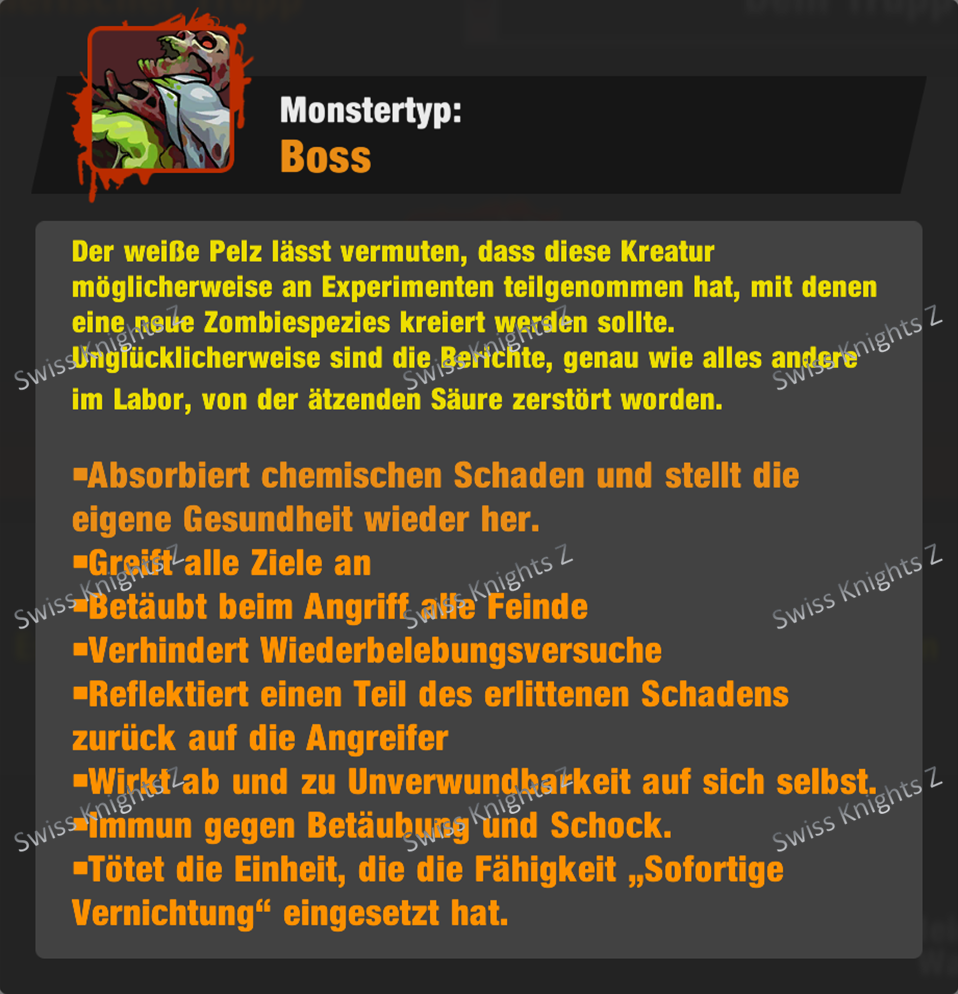 Monstertyp:
Boss
Der weiße Pelz lässt vermuten, dass diese Kreatur
möglicherweise an Experimenten teilgenommen hat, mit denen
eine neue Zombiespezies kreiert werden sollte.
Unglücklicherweise sind die Berichte, genau wie alles andere
im Labor, von der ätzenden Säure zerstört worden.
▪Absorbiert chemischen Schaden und stellt die
eigene Gesundheit wieder her.
▪Greift alle Ziele an
▪Betäubt beim Angriff alle Feinde
▪Verhindert Wiederbelebungsversuche
▪Reflektiert einen Teil des erlittenen Schadens
zurück auf die Angreifer
▪Wirkt ab und zu Unverwundbarkeit auf sich selbst.
▪Immun gegen Betäubung und Schock.
▪Tötet die Einheit, die die Fähigkeit „Sofortige
Vernichtung“ eingesetzt hat.
Swiss Knights Z
Swiss Knights Z
Swiss Knights Z
Swiss Knights Z
Swiss Knights Z
Swiss Knights Z
Swiss Knights Z
Swiss Knights Z
Swiss Knights Z